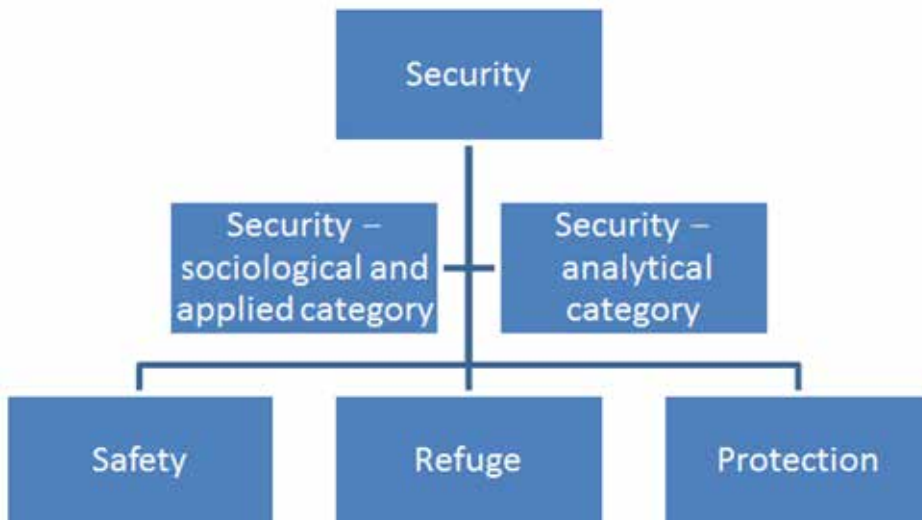 Security
Security –
sociological and
applied category
Security –
analytical
category
Safety
Refuge
Protection